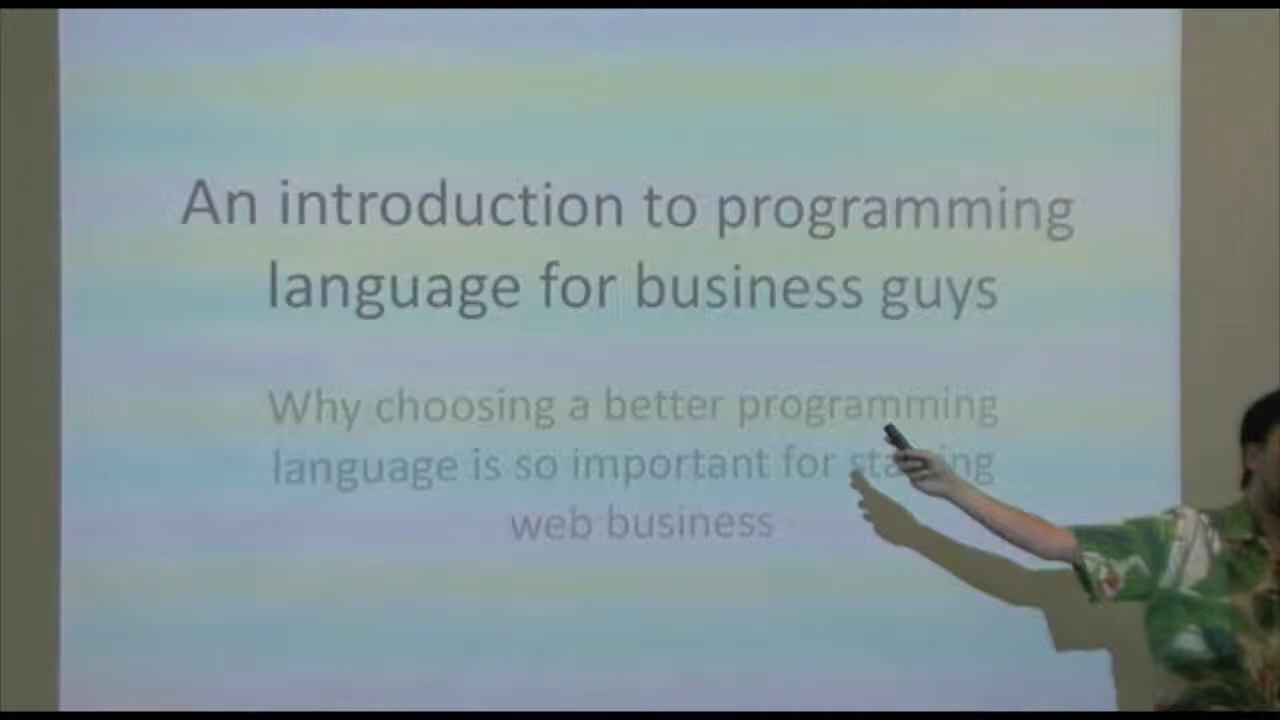 An introduction to programming
language for business guys
Why choosing a better programming
language is so important for
web business